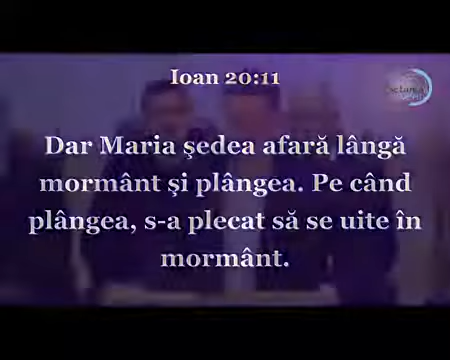 Ioan 20:11
Dar Maria şedea afară lângă
mormânt şi plângea. Pe când
plângea, s-a plecat să se uite în
mormânt.